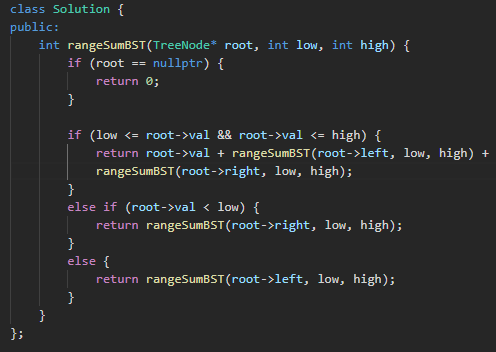 class Solution {
public:
    int rangeSumBST(TreeNode* root, int low, int high) {
        if (root == nullptr) {
            return 0;
        }

        if (low <= root->val && root->val <= high) {
            return root->val + rangeSumBST(root->left, low, high) +
            rangeSumBST(root->right, low, high);
        }
        else if (root->val < low) {
            return rangeSumBST(root->right, low, high);
        }
        else {
            return rangeSumBST(root->left, low, high);
        }
    }
};